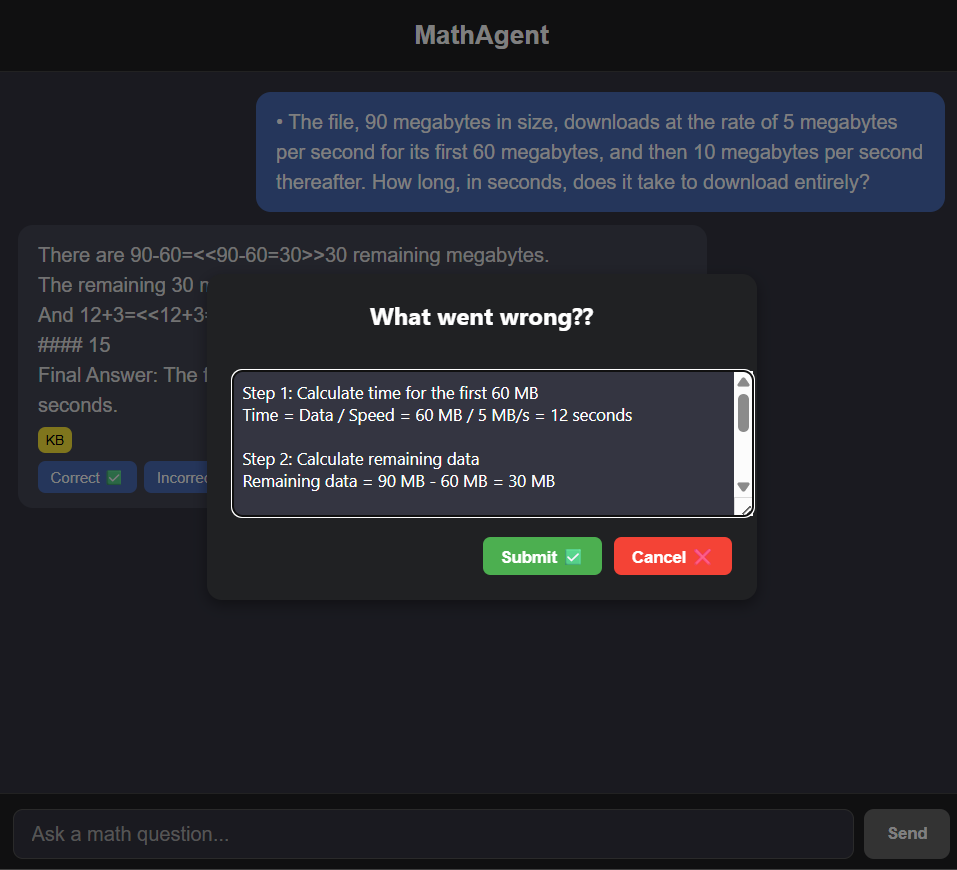 MathAgent
• The file, 90 megabytes in size, downloads at the rate of 5 megabytes
per second for its first 60 megabytes, and then 10 megabytes per second
thereafter. How long, in seconds, does it take to download entirely?
There are 90-60=<<90-60=30>>30 remaining megabytes.
The remaining 30
And 12+3=<<12+3=
#### 15
Final Answer: The
seconds.
KB
Correct ✅
What went wrong??
Step 1: Calculate time for the first 60 MB
Time = Data / Speed = 60 MB / 5 MB/s = 12 seconds
Step 2: Calculate remaining data
Remaining data = 90 MB - 60 MB = 30 MB
Submit ✅
Cancel ❌
Ask a math question...
Send